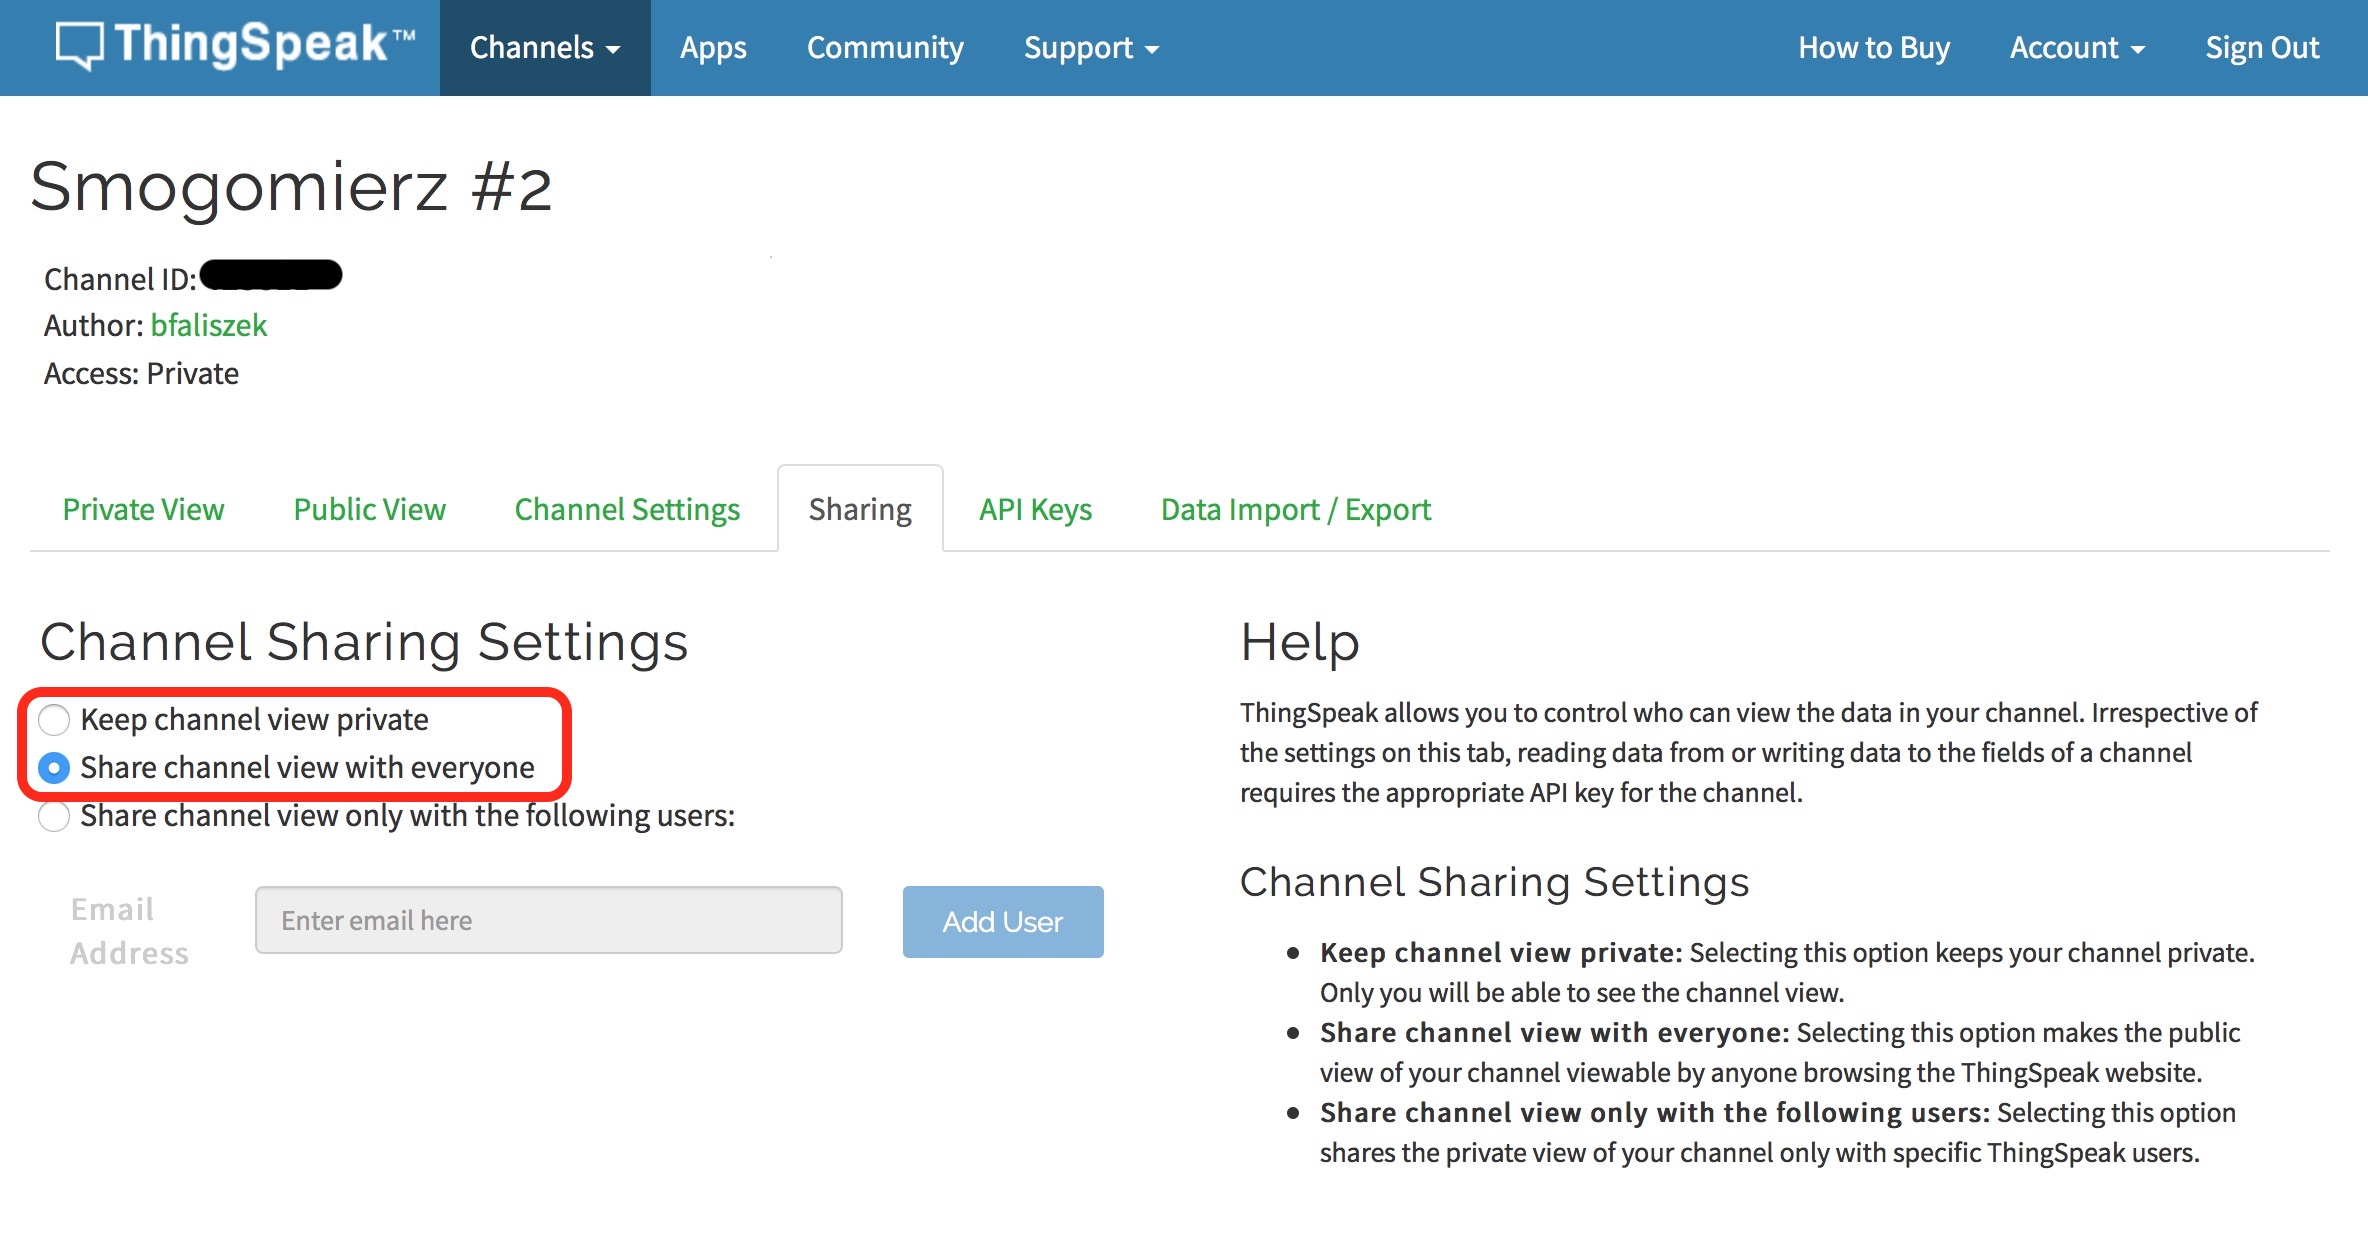 ThingSpeak™ Channels Apps Community Support How to Buy Account Sign Out
Smogomierz #2
Channel ID:
Author: bfaliszek
Access: Private
Private View Public View Channel Settings Sharing API Keys Data Import / Export
Channel Sharing Settings
Keep channel view private
Share channel view with everyone
Share channel view only with the following users:
Email
Address
Enter email here
Add User
Help
ThingSpeak allows you to control who can view the data in your channel. Irrespective of
the settings on this tab, reading data from or writing data to the fields of a channel
requires the appropriate API key for the channel.
Channel Sharing Settings
• Keep channel view private: Selecting this option keeps your channel private.
Only you will be able to see the channel view.
• Share channel view with everyone: Selecting this option makes the public
view of your channel viewable by anyone browsing the ThingSpeak website.
• Share channel view only with the following users: Selecting this option
shares the private view of your channel only with specific ThingSpeak users.